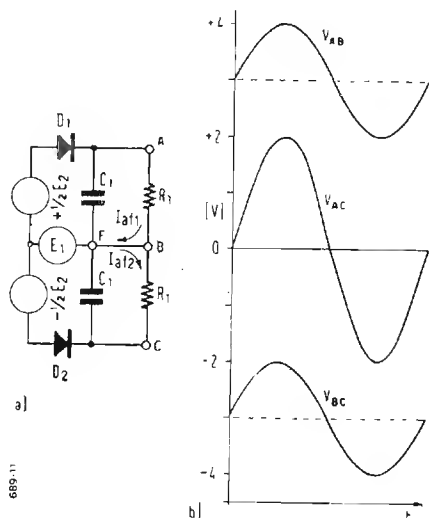 D1
A
+½E2
C1
R1
E1
F
Iaf1
B
Iaf2
-½E2
C1
R1
D2
C
a]
689-11
+4
VAB
+2
[V]
VAC
0
-2
VBC
-4
b]
t